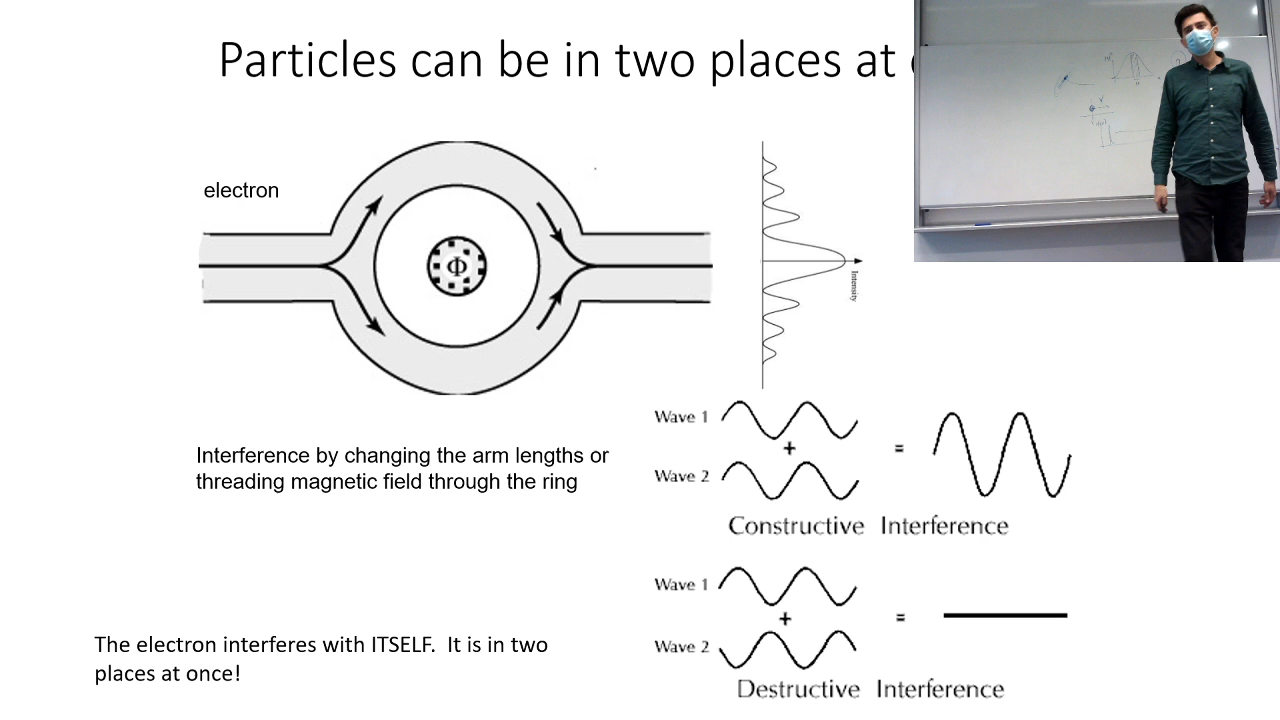 Particles can be in two places at
electron
Φ
Intensity
Interference by changing the arm lengths or
threading magnetic field through the ring
Wave 1
+
=
Wave 2
Constructive Interference
Wave 1
+
=
Wave 2
Destructive Interference
The electron interferes with ITSELF. It is in two
places at once!